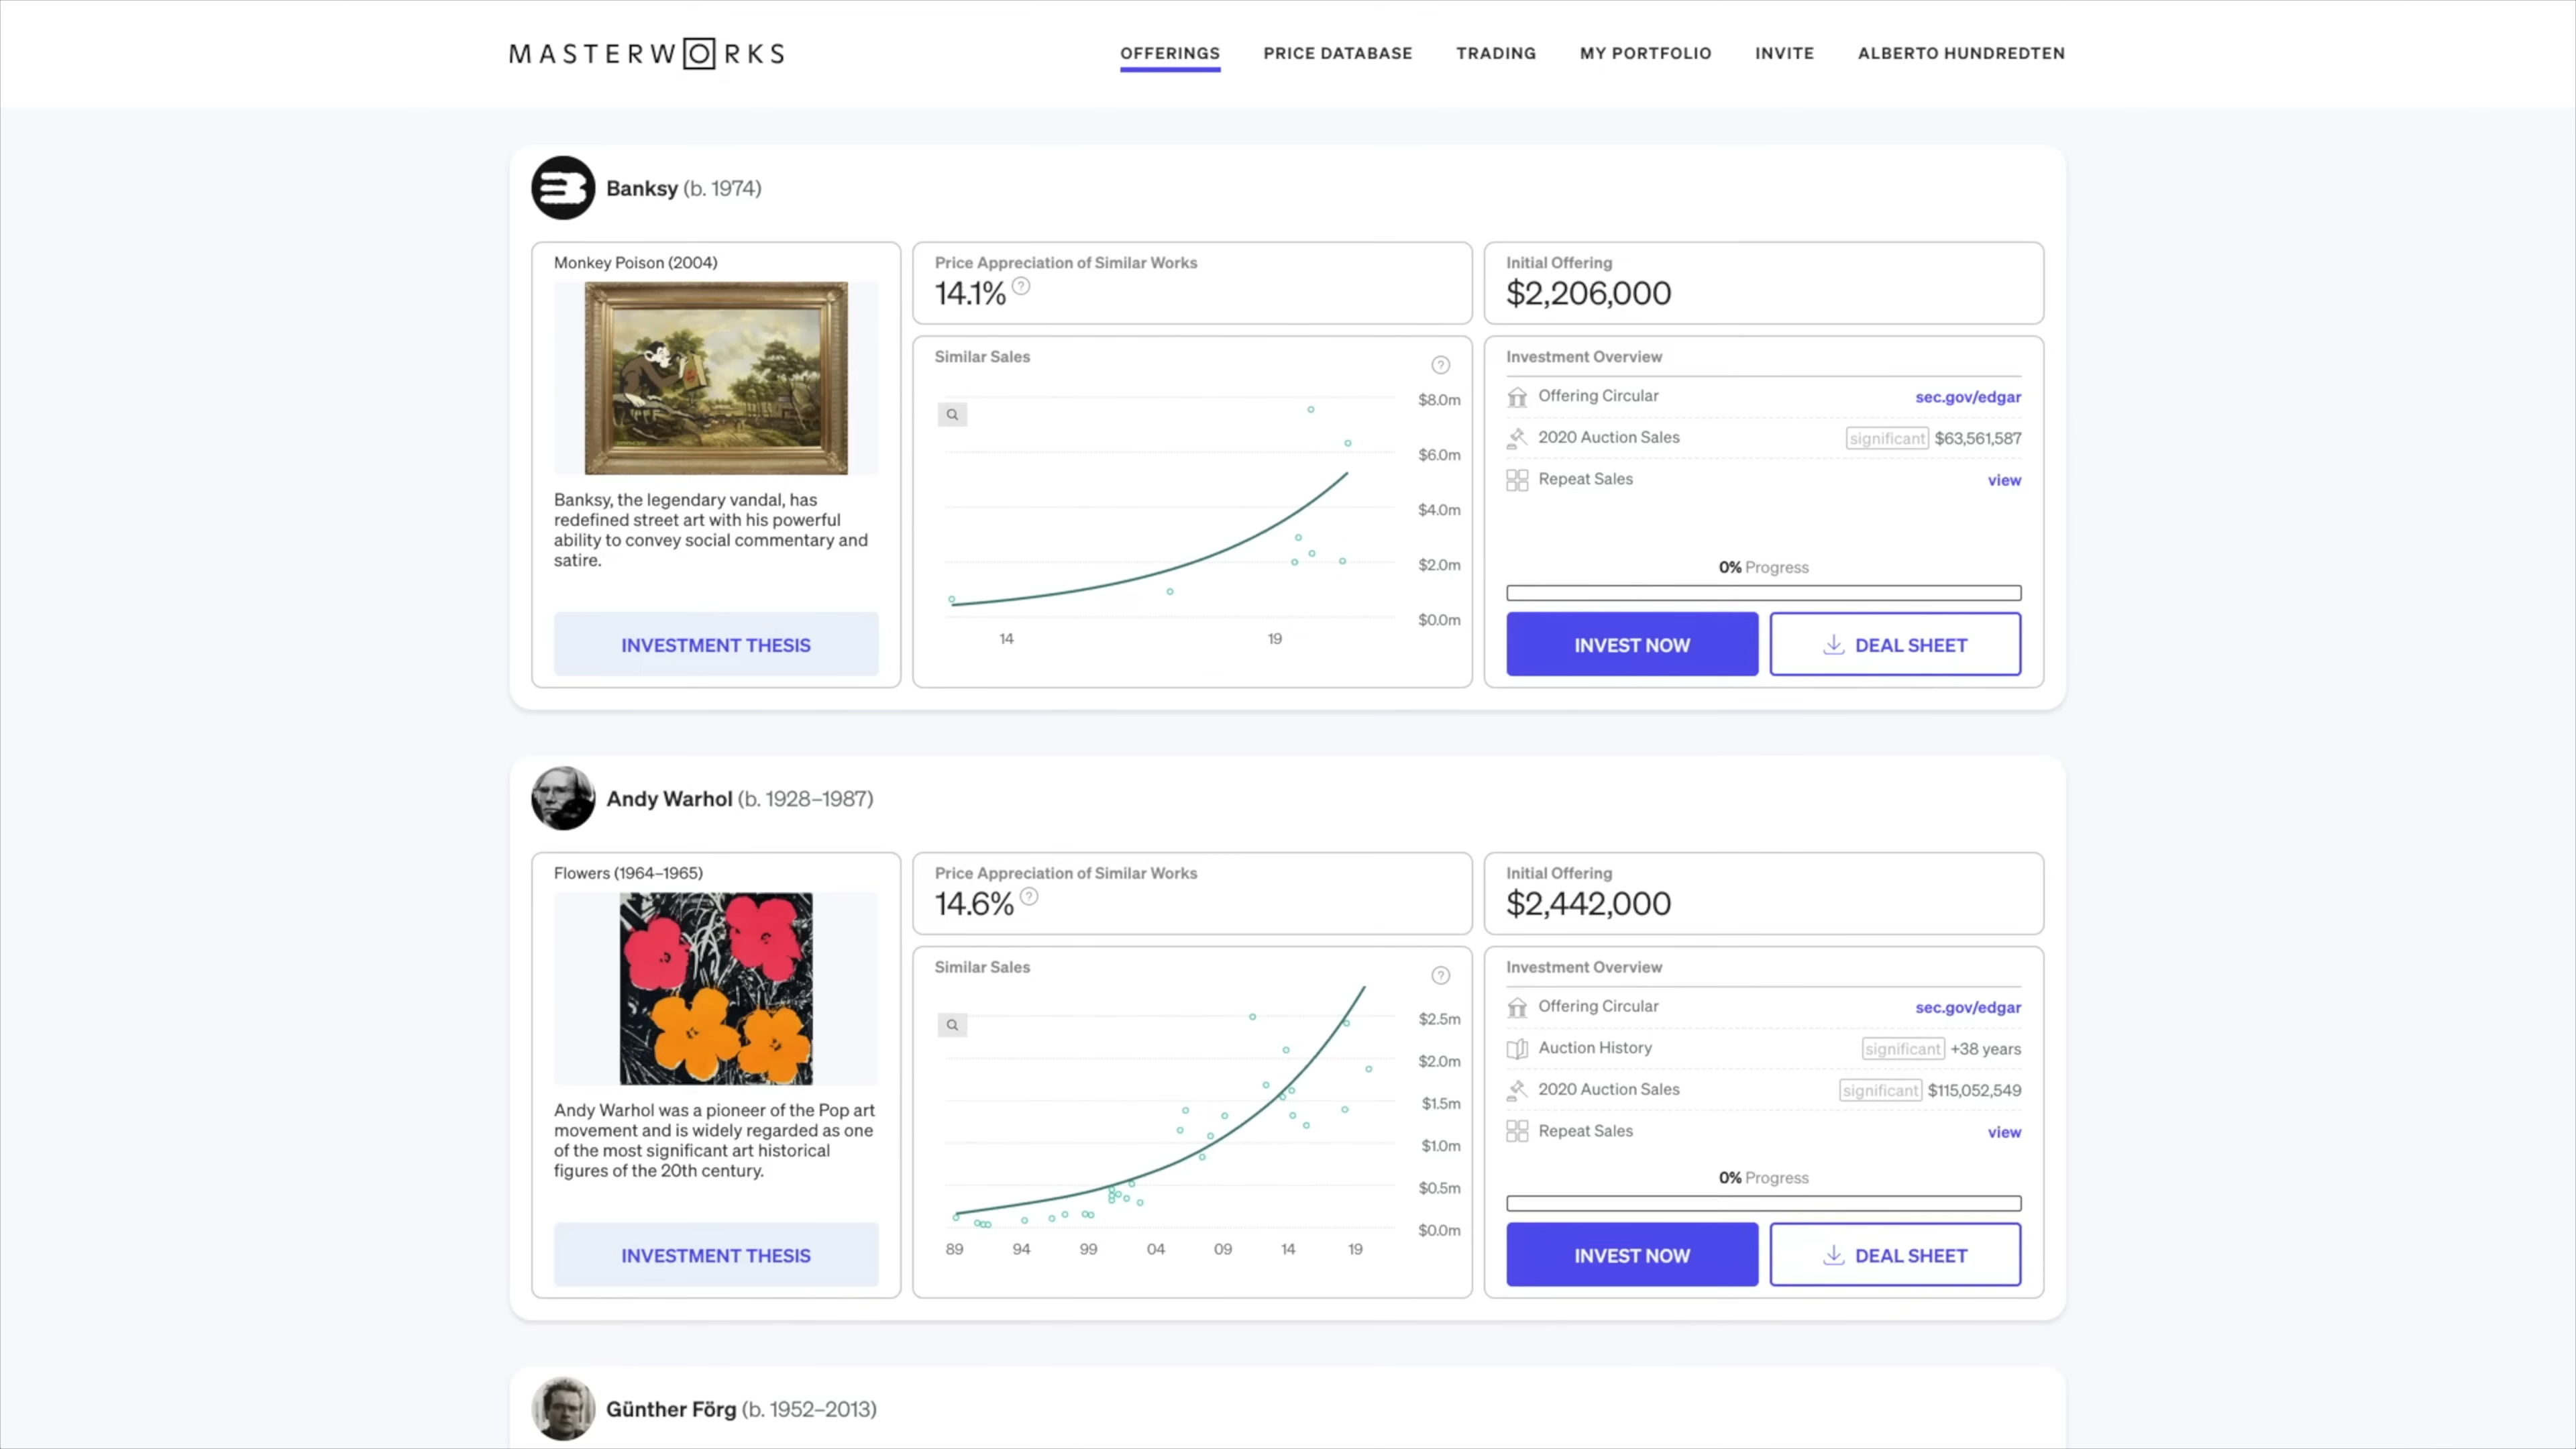 MASTERWORKS
OFFERINGS
PRICE DATABASE
TRADING
MY PORTFOLIO
INVITE
ALBERTO HUNDREDTEN
Banksy (b. 1974)
Monkey Poison (2004)
Banksy, the legendary vandal, has
redefined street art with his powerful
ability to convey social commentary and
satire.
INVESTMENT THESIS
Price Appreciation of Similar Works
14.1% ?
Similar Sales
?
$8.0m
$6.0m
$4.0m
$2.0m
$0.0m
14
19
Initial Offering
$2,206,000
Investment Overview
Offering Circular
sec.gov/edgar
2020 Auction Sales
significant $63,561,587
Repeat Sales
view
0% Progress
INVEST NOW
DEAL SHEET
Andy Warhol (b. 1928–1987)
Flowers (1964–1965)
Andy Warhol was a pioneer of the Pop art
movement and is widely regarded as one
of the most significant art historical
figures of the 20th century.
INVESTMENT THESIS
Price Appreciation of Similar Works
14.6% ?
Similar Sales
?
$2.5m
$2.0m
$1.5m
$1.0m
$0.5m
$0.0m
89
94
99
04
09
14
19
Initial Offering
$2,442,000
Investment Overview
Offering Circular
sec.gov/edgar
Auction History
significant +38 years
2020 Auction Sales
significant $115,052,549
Repeat Sales
view
0% Progress
INVEST NOW
DEAL SHEET
Günther Förg (b. 1952–2013)